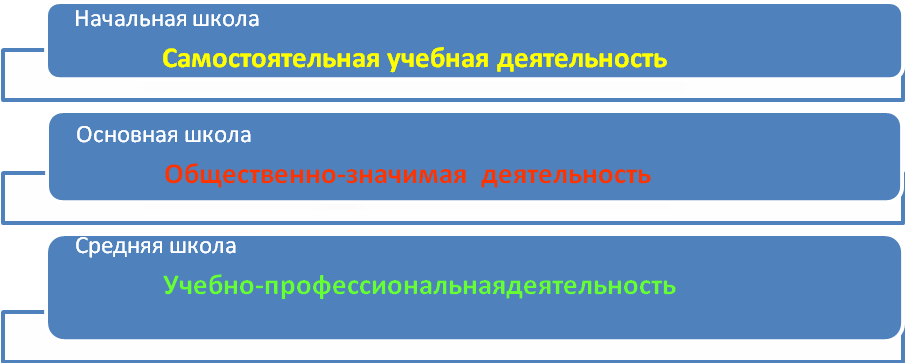 Начальная школа
Самостоятельная учебная деятельность
Основная школа
Общественно-значимая деятельность
Средняя школа
Учебно-профессиональнаядеятельность